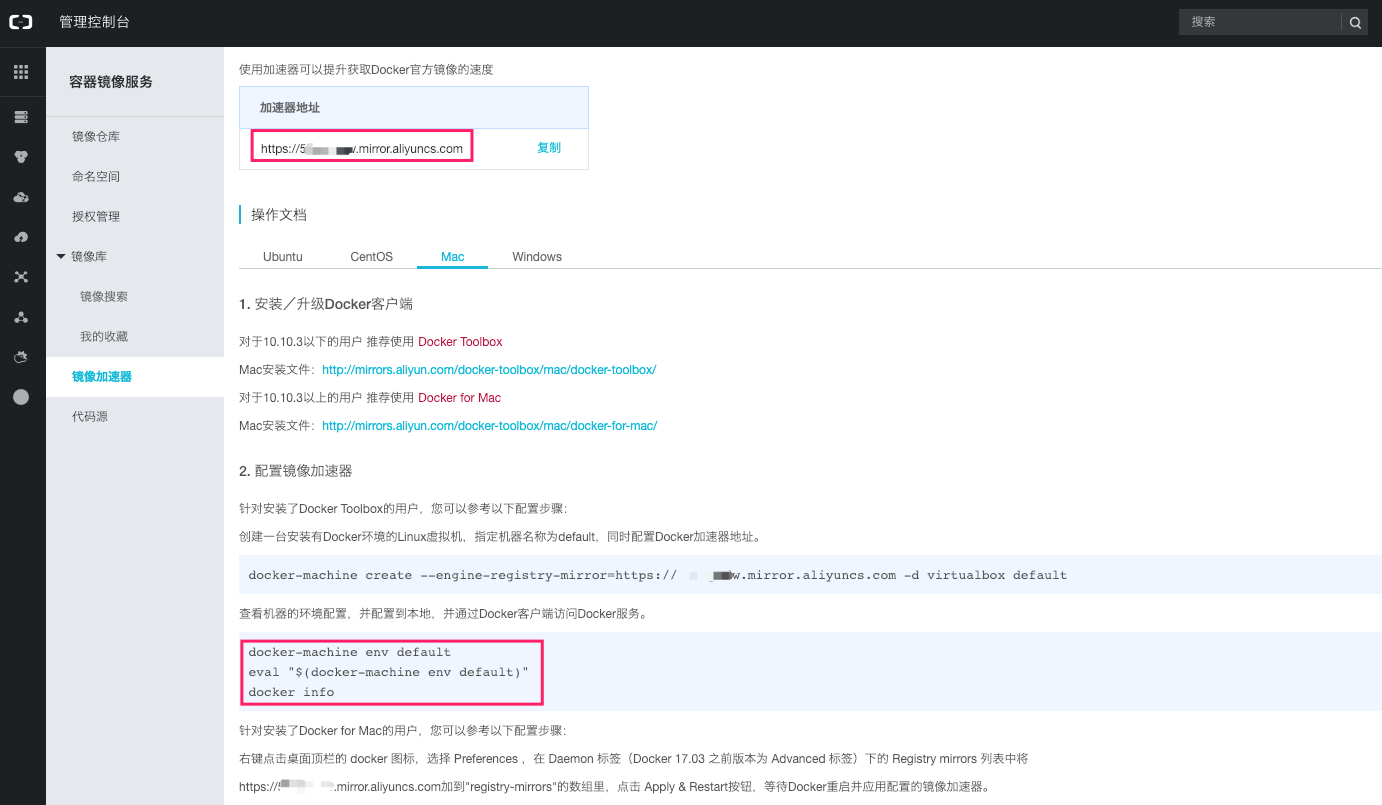 管理控制台
搜索
容器镜像服务
镜像仓库
命名空间
授权管理
镜像库
镜像搜索
我的收藏
镜像加速器
代码源
使用加速器可以提升获取Docker官方镜像的速度
加速器地址
https://5 .mirror.aliyuncs.com
复制
操作文档
Ubuntu CentOS Mac Windows
1. 安装／升级Docker客户端
对于10.10.3以下的用户 推荐使用 Docker Toolbox
Mac安装文件：http://mirrors.aliyun.com/docker-toolbox/mac/docker-toolbox/
对于10.10.3以上的用户 推荐使用 Docker for Mac
Mac安装文件：http://mirrors.aliyun.com/docker-toolbox/mac/docker-for-mac/
2. 配置镜像加速器
针对安装了Docker Toolbox的用户，您可以参考以下配置步骤：
创建一台安装有Docker环境的Linux虚拟机，指定机器名称为default，同时配置Docker加速器地址。
docker-machine create --engine-registry-mirror=https:// w.mirror.aliyuncs.com -d virtualbox default
查看机器的环境配置，并配置到本地，并通过Docker客户端访问Docker服务。
docker-machine env default
eval "$(docker-machine env default)"
docker info
针对安装了Docker for Mac的用户，您可以参考以下配置步骤：
右键点击桌面顶栏的 docker 图标，选择 Preferences ，在 Daemon 标签（Docker 17.03 之前版本为 Advanced 标签）下的 Registry mirrors 列表中将
https:// .mirror.aliyuncs.com加到"registry-mirrors"的数组里，点击 Apply & Restart按钮，等待Docker重启并应用配置的镜像加速器。